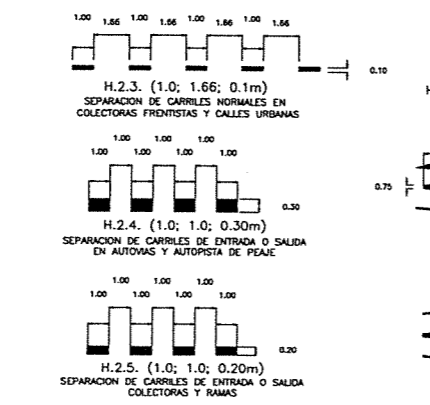 1.00 1.66 1.00 1.66 1.00 1.66 1.00 1.66
0.10
H.2.3. (1.0; 1.66; 0.1m)
SEPARACION DE CARRILES NORMALES EN
COLECTORAS FRENTISTAS Y CALLES URBANAS
1.00 1.00 1.00
1.00 1.00 1.00 1.00
0.30
H.2.4. (1.0; 1.0; 0.30m)
SEPARACION DE CARRILES DE ENTRADA O SALIDA
EN AUTOVIAS Y AUTOPISTA DE PEAJE
1.00 1.00 1.00
1.00 1.00 1.00 1.00
0.20
H.2.5. (1.0; 1.0; 0.20m)
SEPARACION DE CARRILES DE ENTRADA O SALIDA
COLECTORAS Y RAMAS
0.75